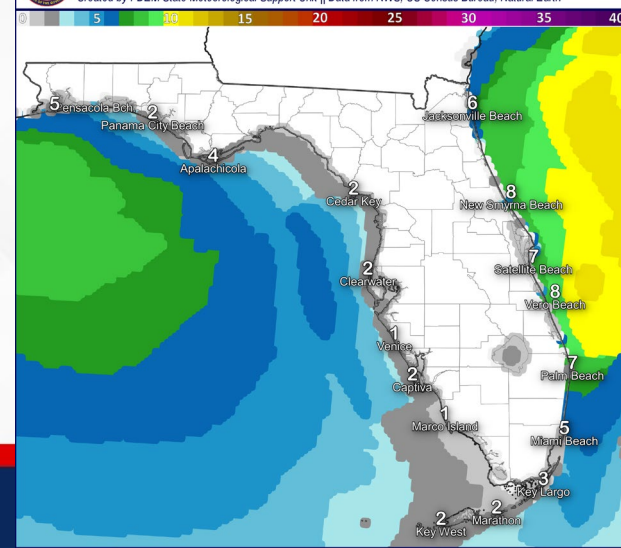 Created by FDEM State Meteorological Support Unit || Data from NWS, US Census Bureau, Natural Earth
0 5 10 15 20 25 30 35 40
5
Pensacola Bch.
2
Panama City Beach
4
Apalachicola
6
Jacksonville Beach
2
Cedar Key
8
New Smyrna Beach
2
Clearwater
7
Satellite Beach
8
Vero Beach
1
Venice
2
Captiva
7
Palm Beach
1
Marco Island
5
Miami Beach
3
Key Largo
2
Marathon
2
Key West